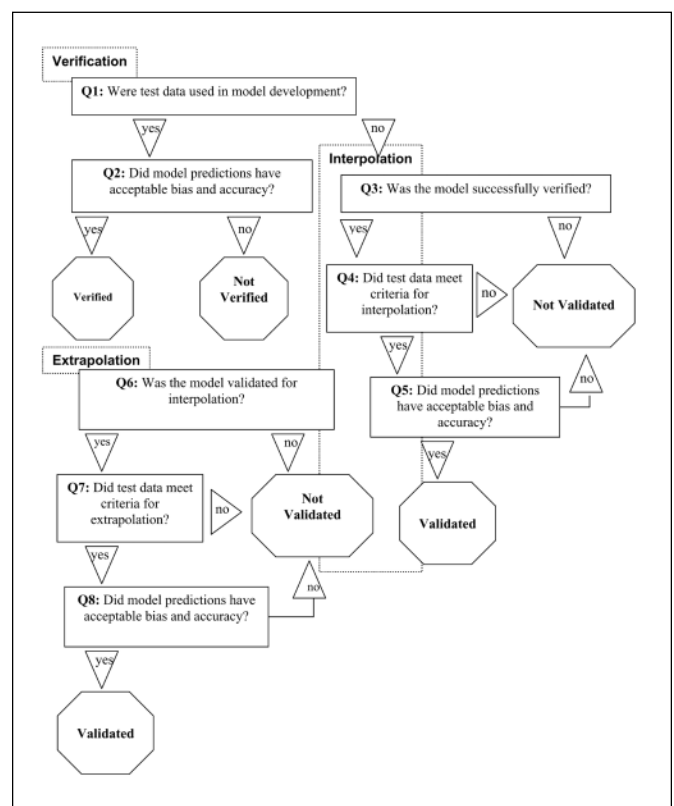 Verification
Q1: Were test data used in model development?
yes
no
Q2: Did model predictions have
acceptable bias and accuracy?
yes
no
Verified
Not
Verified
Interpolation
Q3: Was the model successfully verified?
yes
no
Q4: Did test data meet
criteria for
interpolation?
no
Not Validated
yes
no
Q5: Did model predictions
have acceptable bias and
accuracy?
yes
Validated
Extrapolation
Q6: Was the model validated for
interpolation?
yes
no
Q7: Did test data meet
criteria for
extrapolation?
no
Not
Validated
yes
no
Q8: Did model predictions have
acceptable bias and accuracy?
yes
Validated